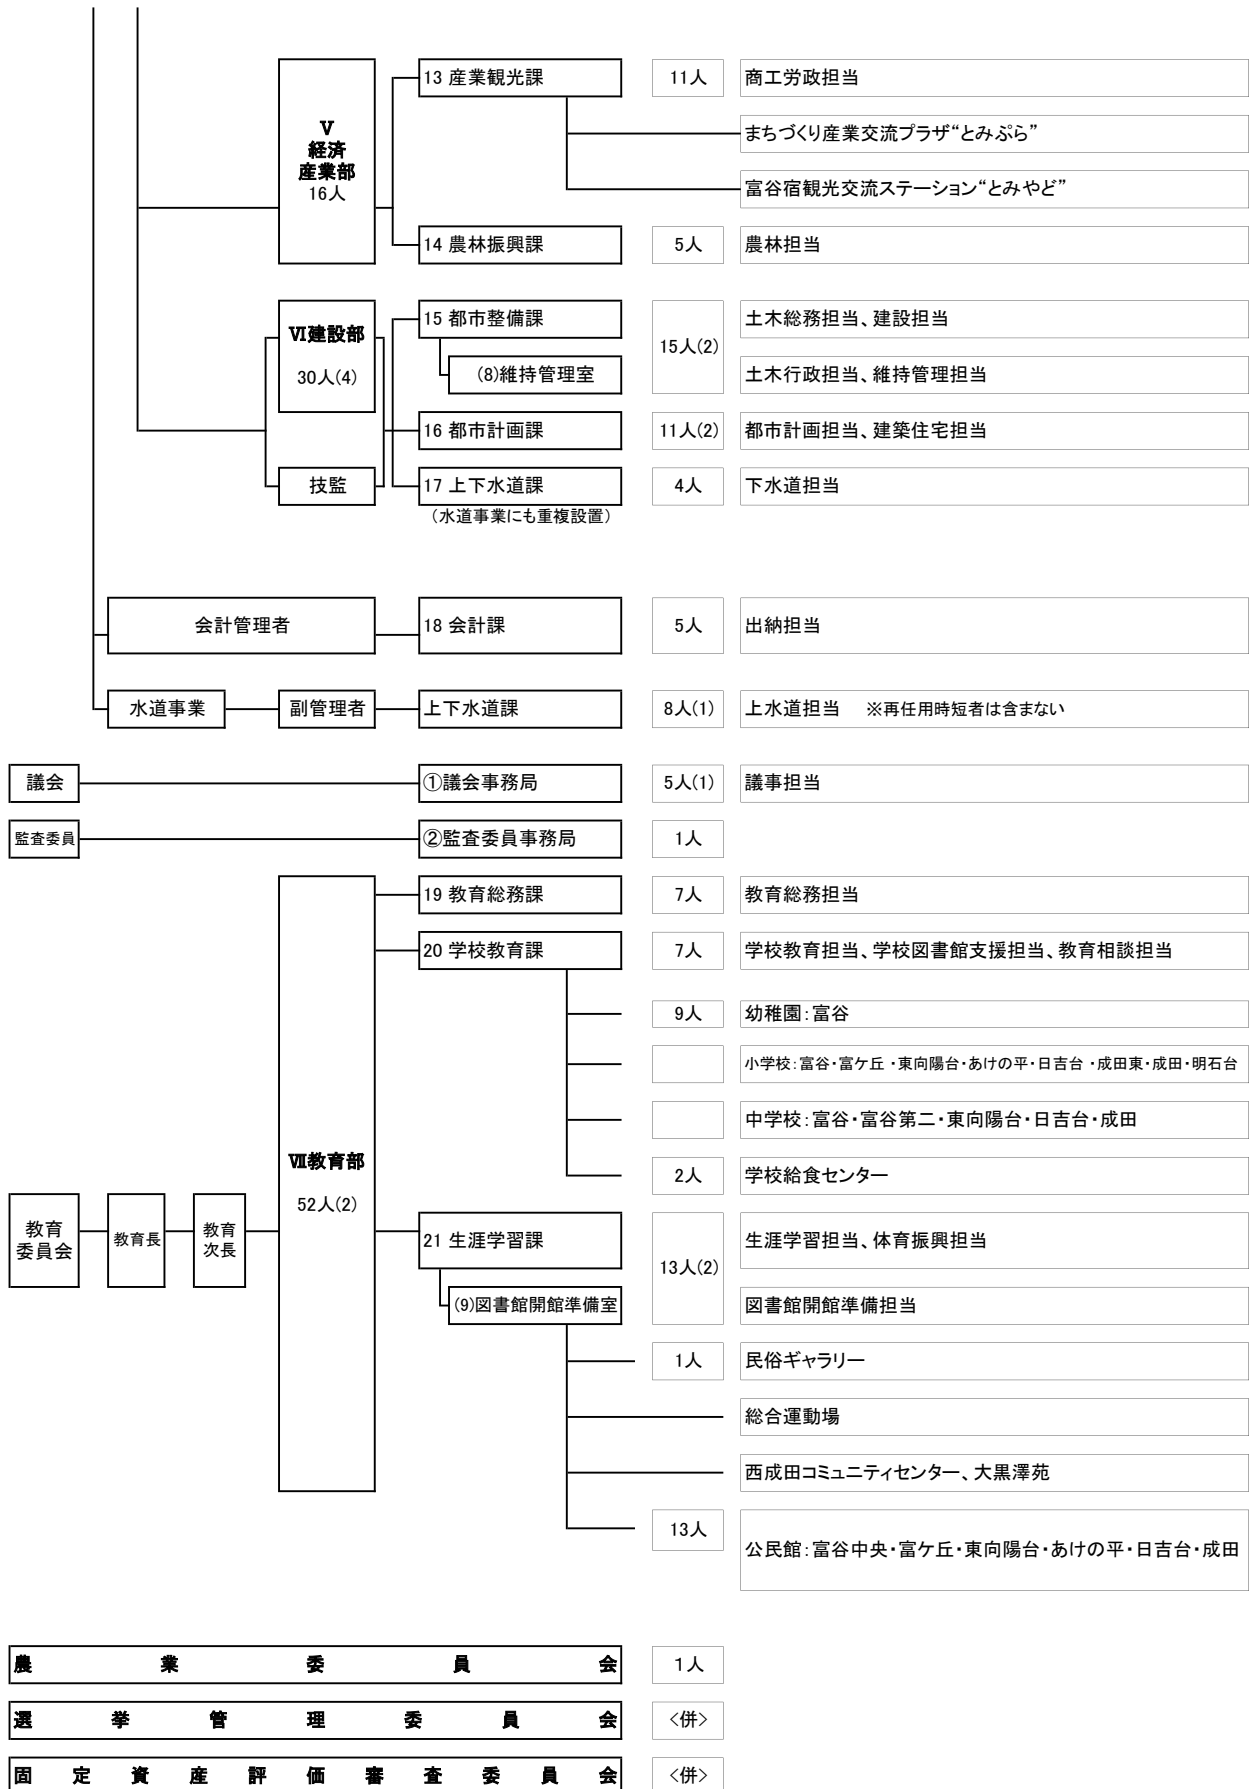 13 産業観光課 11人 商工労政担当
Ⅴ
経済
産業部
16人
まちづくり産業交流プラザ“とみぷら”
富谷宿観光交流ステーション“とみやど”
14 農林振興課 5人 農林担当
Ⅵ建設部
30人(4)
15 都市整備課 15人(2) 土木総務担当、建設担当
(8)維持管理室 土木行政担当、維持管理担当
16 都市計画課 11人(2) 都市計画担当、建築住宅担当
技監 17 上下水道課 4人 下水道担当
（水道事業にも重複設置）
会計管理者 18 会計課 5人 出納担当
水道事業 副管理者 上下水道課 8人(1) 上水道担当 ※再任用時短者は含まない
議会 ①議会事務局 5人(1) 議事担当
監査委員 ②監査委員事務局 1人
19 教育総務課 7人 教育総務担当
20 学校教育課 7人 学校教育担当、学校図書館支援担当、教育相談担当
9人 幼稚園：富谷
小学校：富谷・富ケ丘・東向陽台・あけの平・日吉台・成田東・成田・明石台
中学校：富谷・富谷第二・東向陽台・日吉台・成田
Ⅶ教育部
52人(2)
2人 学校給食センター
教育
委員会
教育長
教育
次長
21 生涯学習課 13人(2) 生涯学習担当、体育振興担当
(9)図書館開館準備室 図書館開館準備担当
1人 民俗ギャラリー
総合運動場
西成田コミュニティセンター、大黒澤苑
13人 公民館：富谷中央・富ケ丘・東向陽台・あけの平・日吉台・成田
農業委員会 1人
選挙管理委員会 <併>
固定資産評価審査委員会 <併>